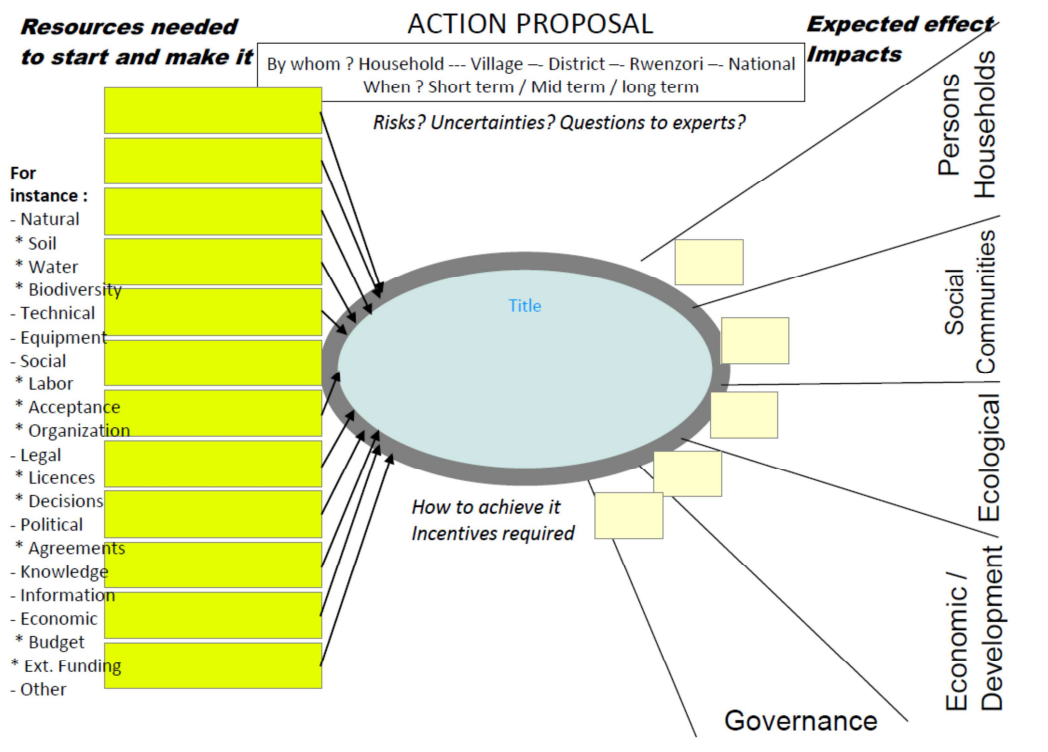 Resources needed
to start and make it
ACTION PROPOSAL
By whom ? Household --- Village –- District –- Rwenzori –- National
When ? Short term / Mid term / long term
Risks? Uncertainties? Questions to experts?
Expected effect
Impacts
For
instance :
- Natural
* Soil
* Water
* Biodiversity
- Technical
- Equipment
- Social
* Labor
* Acceptance
* Organization
- Legal
* Licences
* Decisions
- Political
* Agreements
- Knowledge
- Information
- Economic
* Budget
* Ext. Funding
- Other
Title
How to achieve it
Incentives required
Persons
Households
Social
Communities
Ecological
Economic /
Development
Governance